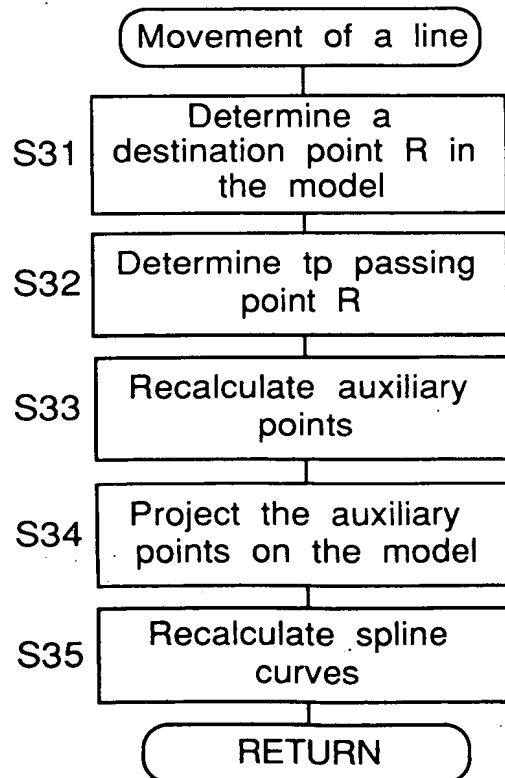 Movement of a line
S31
Determine a
destination point R in
the model
S32
Determine tp passing
point R
S33
Recalculate auxiliary
points
S34
Project the auxiliary
points on the model
S35
Recalculate spline
curves
RETURN